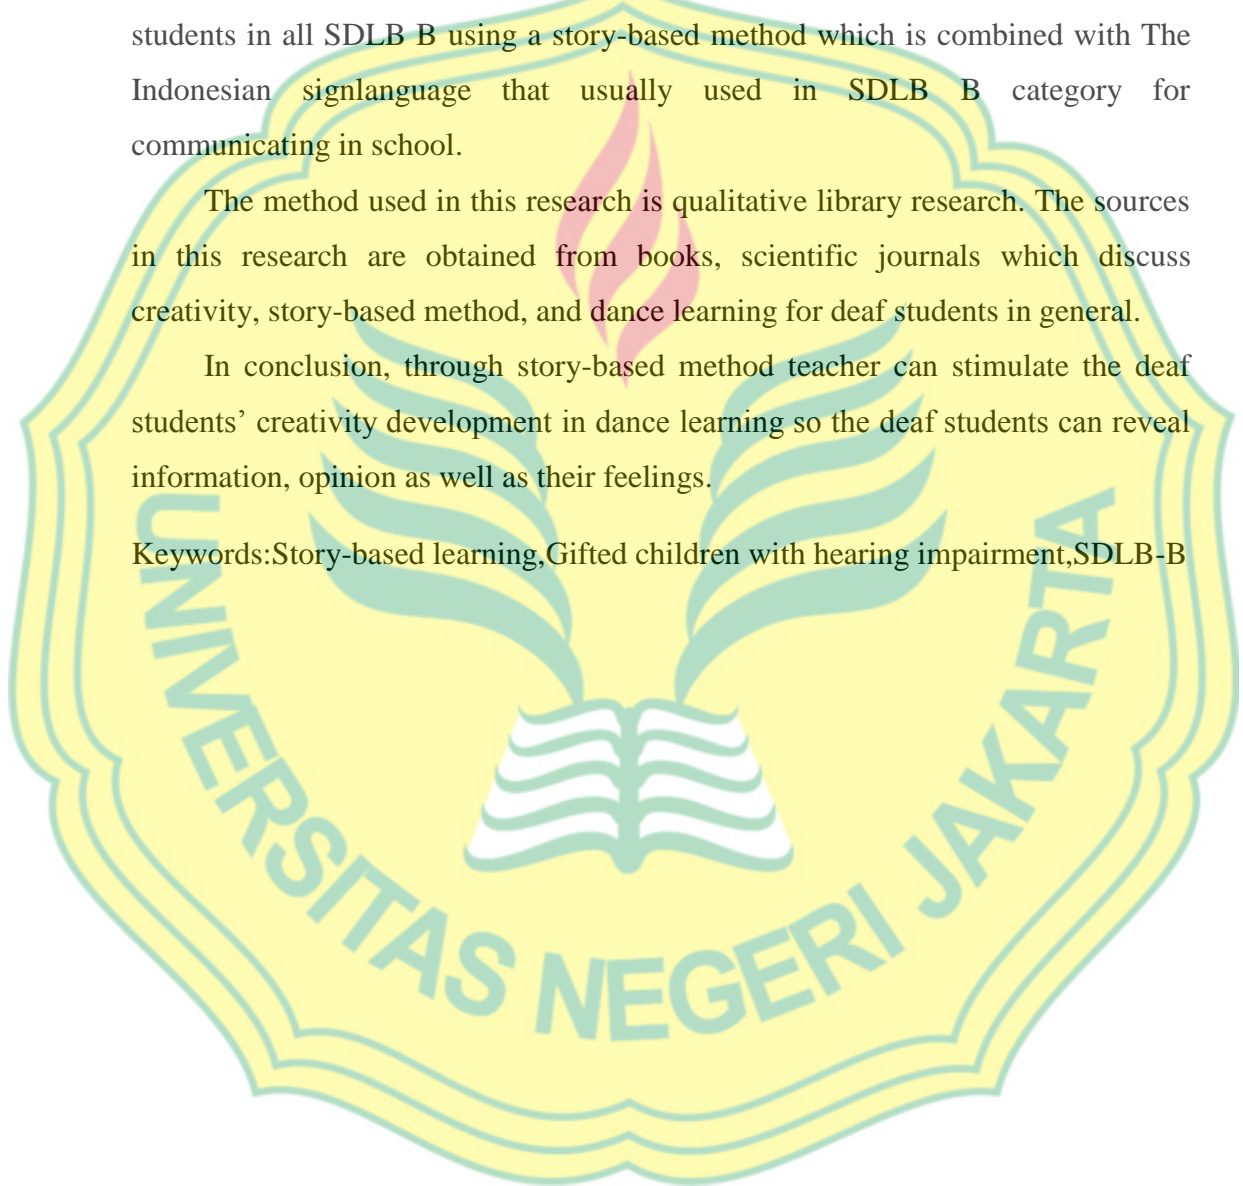 students in all SDLB B using a story-based method which is combined with The
Indonesian signlanguage that usually used in SDLB B category for
communicating in school.
The method used in this research is qualitative library research. The sources
in this research are obtained from books, scientific journals which discuss
creativity, story-based method, and dance learning for deaf students in general.
In conclusion, through story-based method teacher can stimulate the deaf
students’ creativity development in dance learning so the deaf students can reveal
information, opinion as well as their feelings.
Keywords:Story-based learning,Gifted children with hearing impairment,SDLB-B
UNIVERSITAS NEGERI JAKARTA